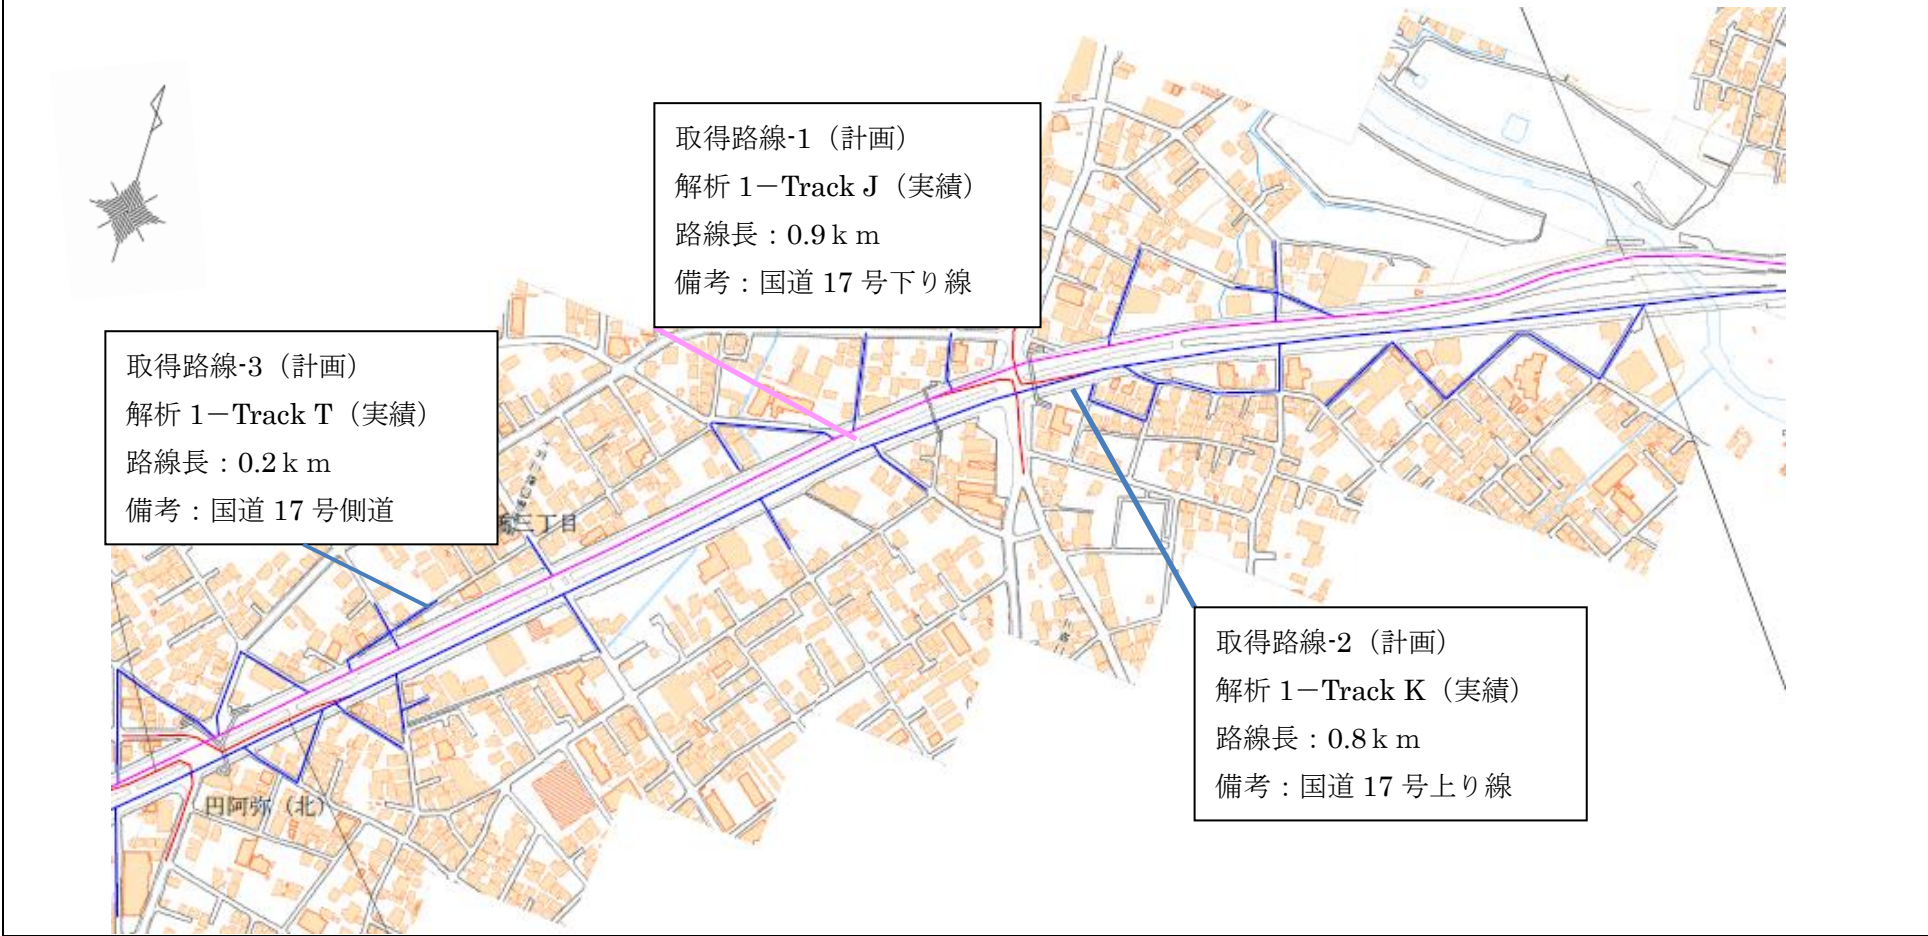 取得路線-1（計画）
解析 1－Track J（実績）
路線長：0.9ｋｍ
備考：国道 17 号下り線
取得路線-3（計画）
解析 1－Track T（実績）
路線長：0.2ｋｍ
備考：国道 17 号側道
三丁目
取得路線-2（計画）
解析 1－Track K（実績）
路線長：0.8ｋｍ
備考：国道 17 号上り線
円阿弥（北）